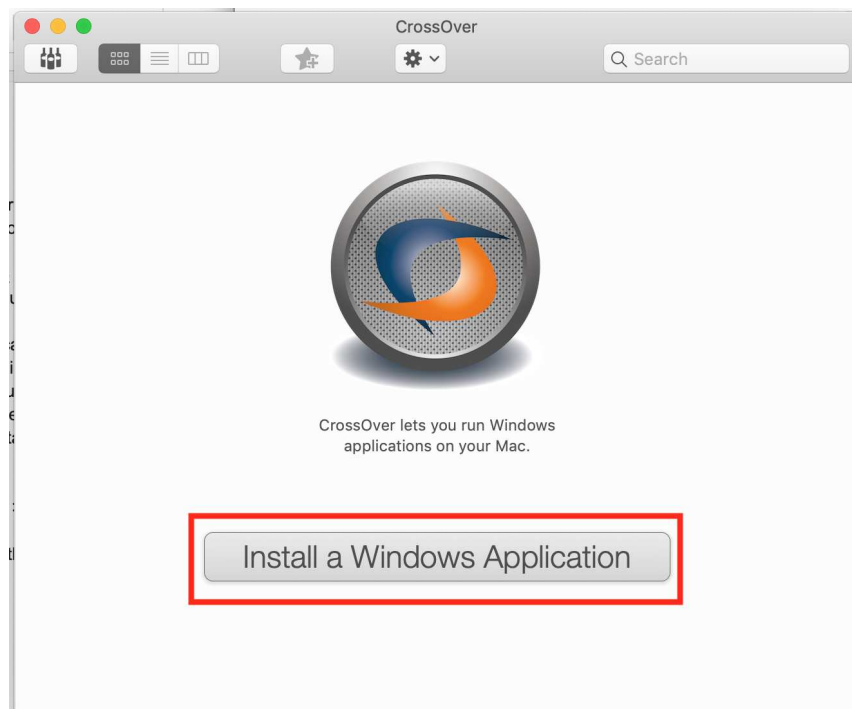 CrossOver
Search
CrossOver lets you run Windows
applications on your Mac.
Install a Windows Application